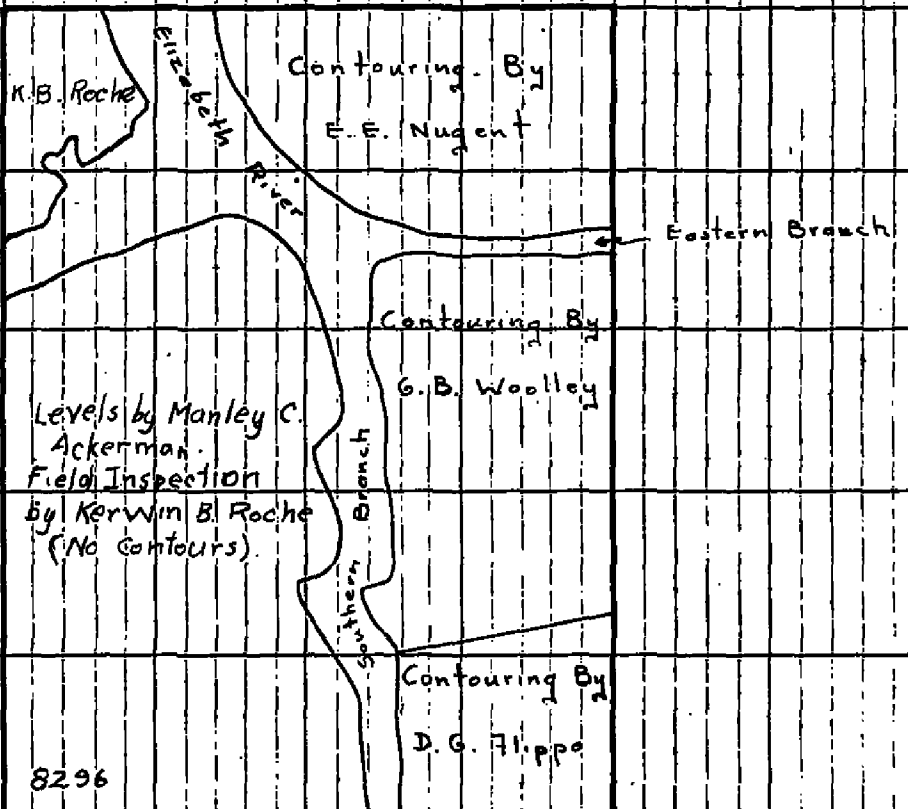 K.B. Roche
Elizabeth River
Contouring. By
E.E. Nugent
Eastern Branch
Contouring By
G.B. Woolley
Levels by Manley C.
Ackerman.
Field Inspection
by Kerwin B. Roche
(No Contours).
Southern Branch
Contouring By
D.G. Flippo
8296